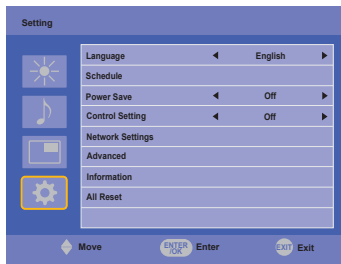 Setting
Language English
Schedule
Power Save Off
Control Setting Off
Network Settings
Advanced
Information
All Reset
Move ENTER /OK Enter EXIT Exit